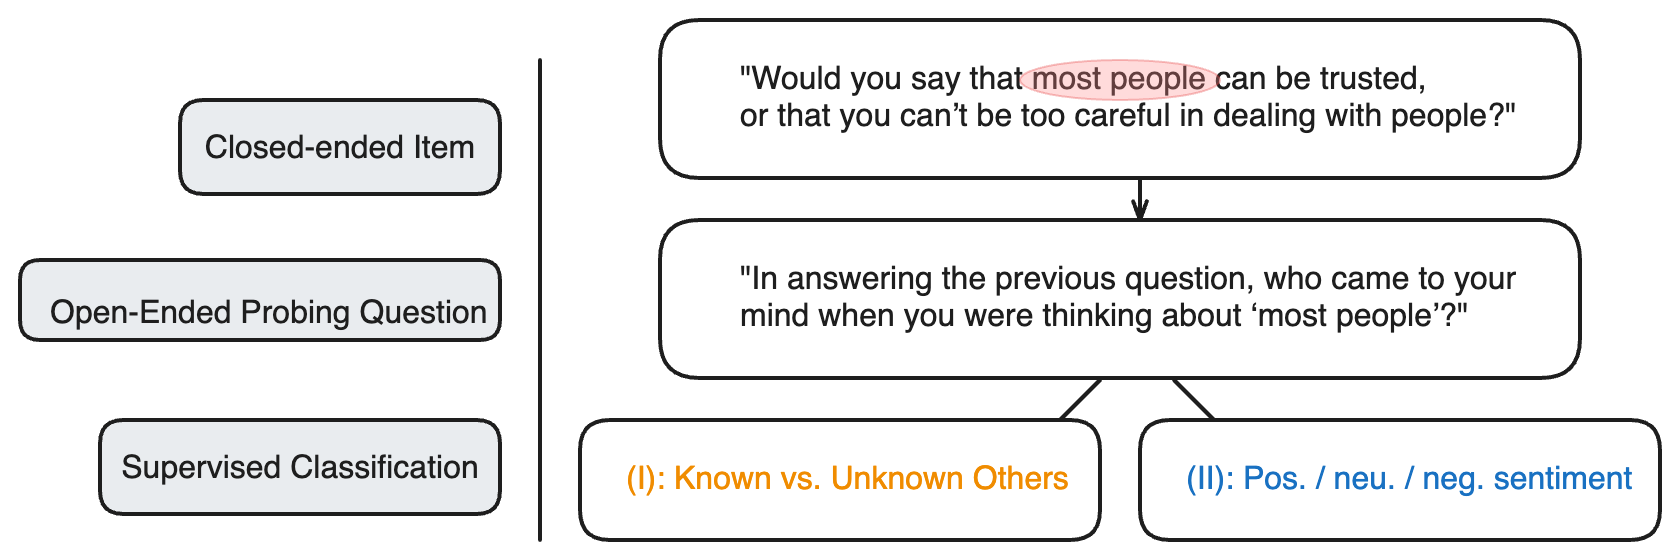 "Would you say that most people can be trusted,
or that you can’t be too careful in dealing with people?"
Closed-ended Item
"In answering the previous question, who came to your
mind when you were thinking about ‘most people’?"
Open-Ended Probing Question
Supervised Classification
(I): Known vs. Unknown Others
(II): Pos. / neu. / neg. sentiment